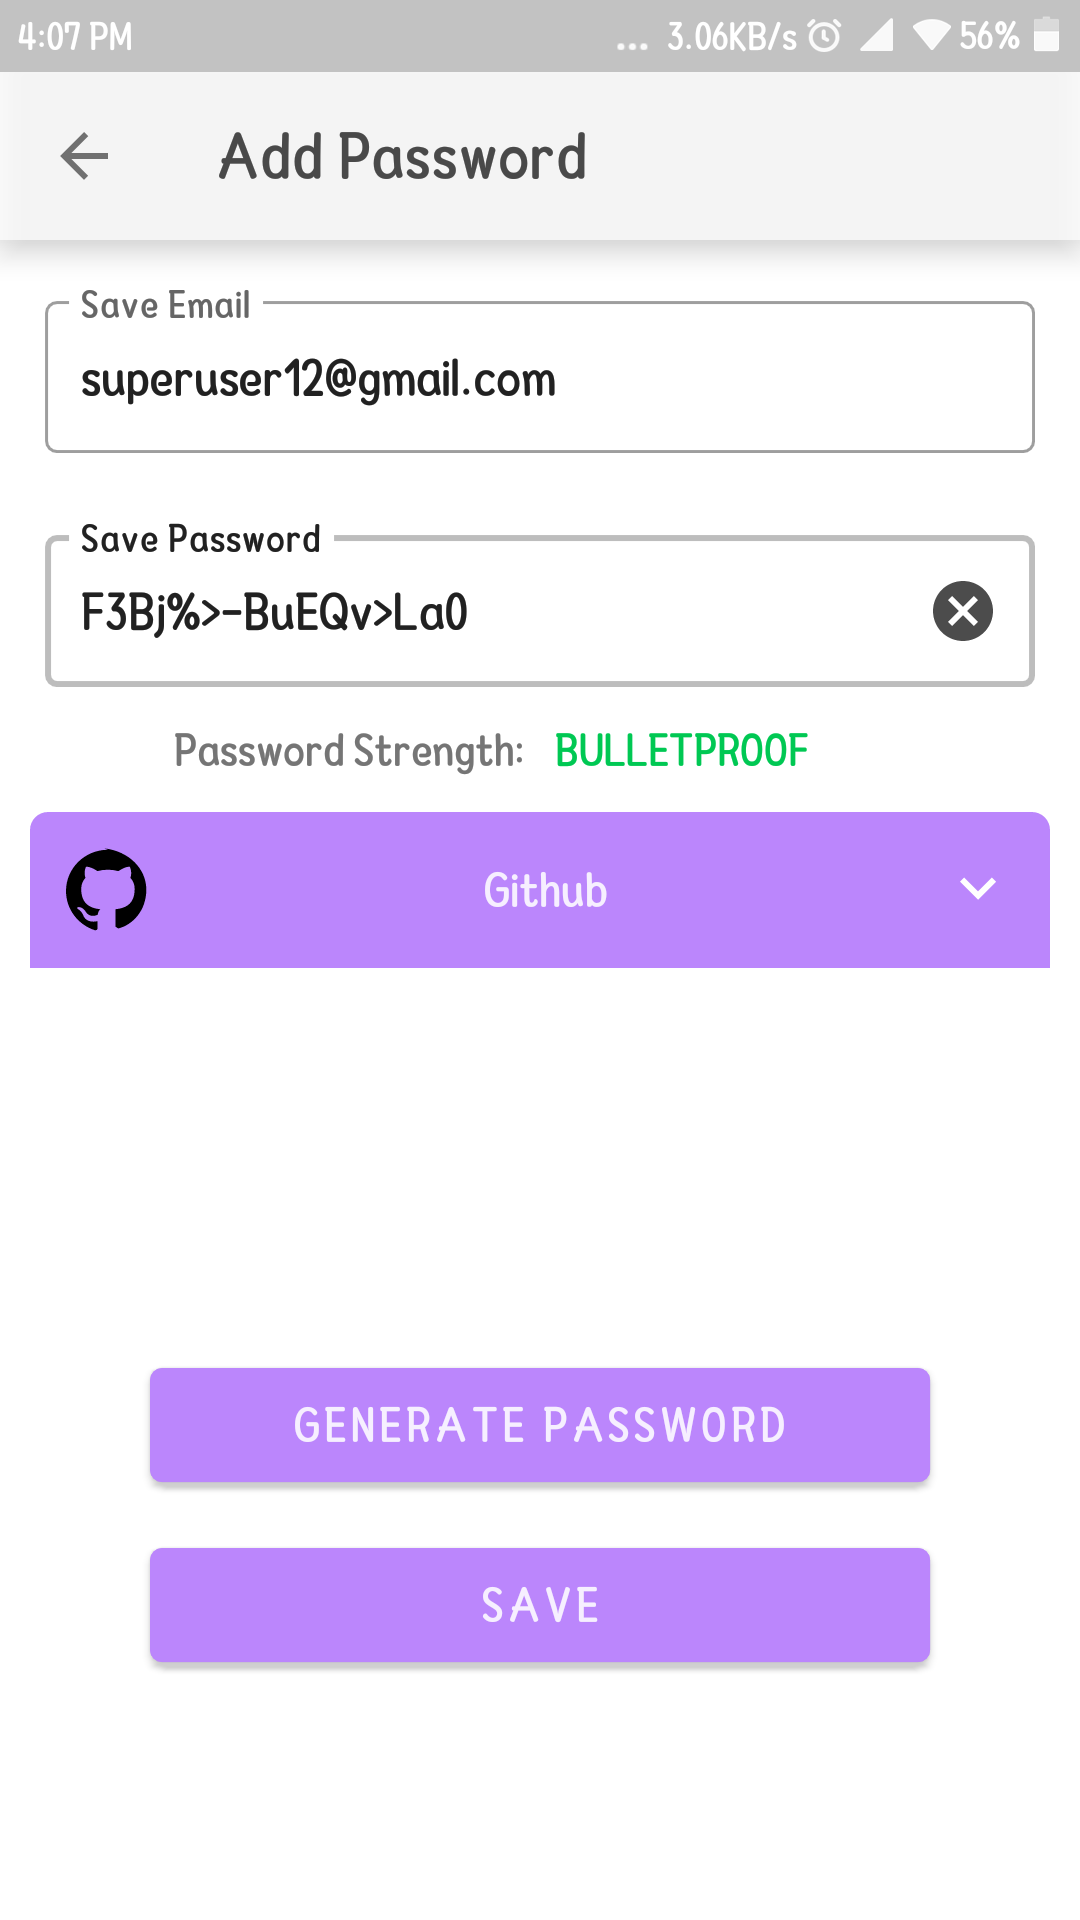 4:07 PM ... 3.06KB/s 56%
Add Password
Save Email
superuser12@gmail.com
Save Password
F3Bj%>-BuEQv>La0
Password Strength: BULLETPROOF
Github
GENERATE PASSWORD
SAVE